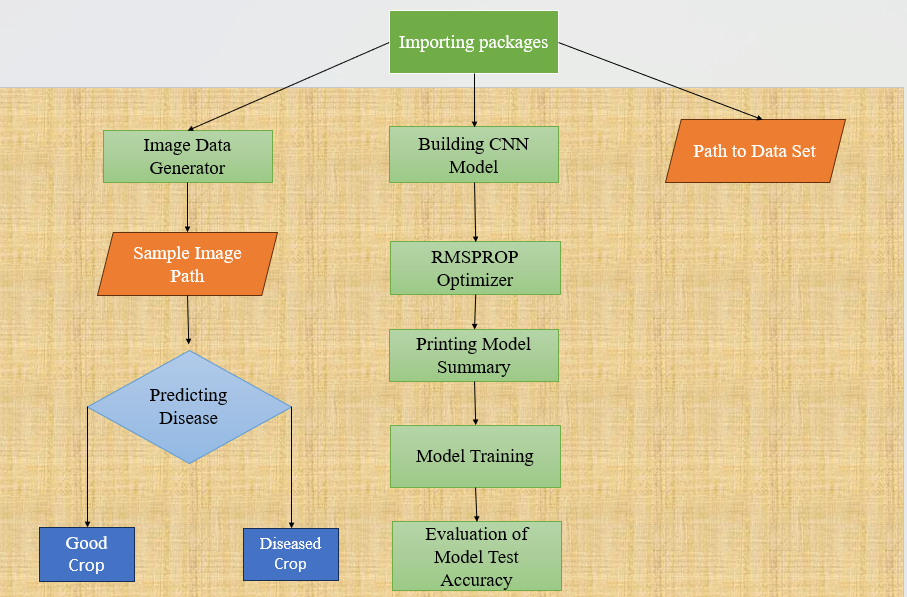 Importing packages
Image Data
Generator
Building CNN
Model
Path to Data Set
Sample Image
Path
RMSPROP
Optimizer
Printing Model
Summary
Predicting
Disease
Model Training
Good
Crop
Diseased
Crop
Evaluation of
Model Test
Accuracy